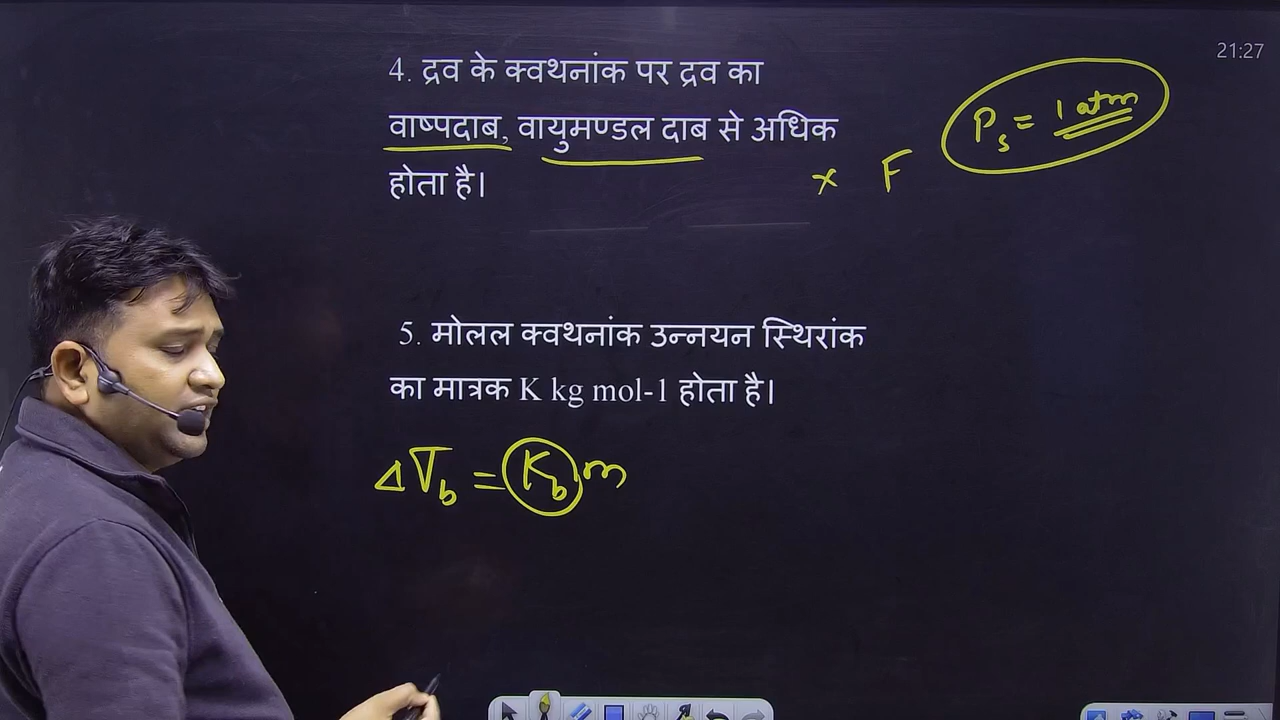 21:27
4. द्रव के क्वथनांक पर द्रव का
वाष्पदाब, वायुमण्डल दाब से अधिक
होता है।
x F
Ps = 1 atm
5. मोलल क्वथनांक उन्नयन स्थिरांक
का मात्रक K kg mol-1 होता है।
ΔTb = Kb m